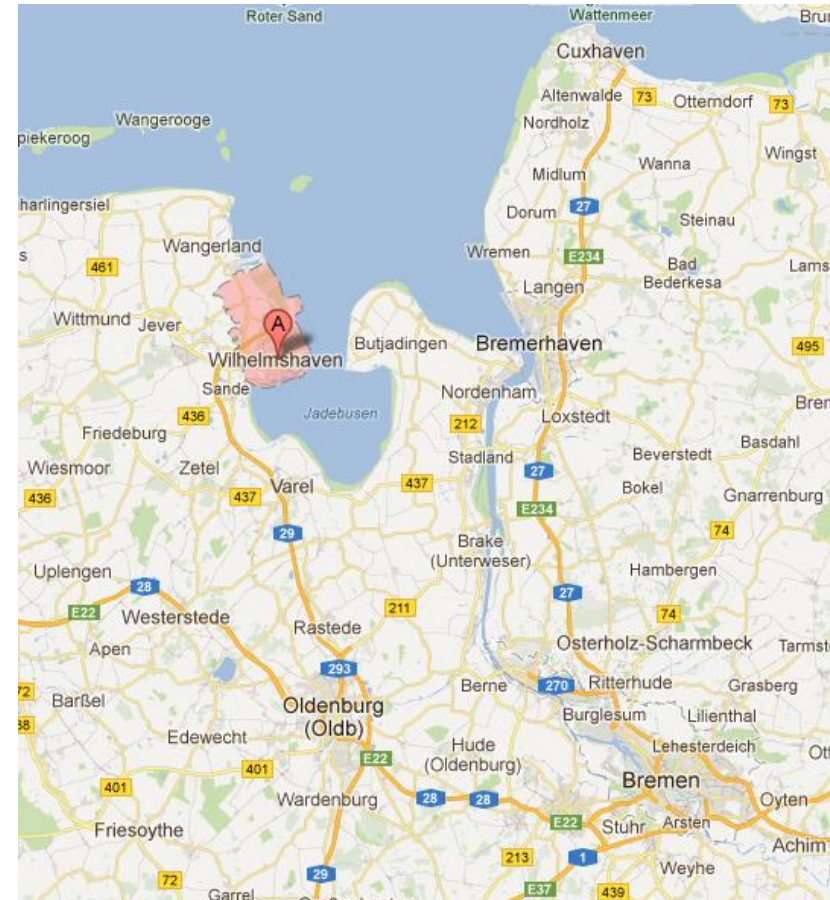 Roter Sand
Wattenmeer
Cuxhaven
Altenwalde
73
Otterndorf
73
Wangerooge
Nordholz
piekeroog
Wingst
Midlum
Wanna
harlingersiel
27
Dorum
Steinau
Wangerland
Wremen
E234
461
Bad
Bederkesa
Lams
Langen
A
Wittmund
Jever
Butjadingen
Bremerhaven
495
Wilhelmshaven
Sande
Nordenham
Bren
436
Jadebusen
212
Loxstedt
Friedeburg
Basdahl
Stadland
Beverstedt
Wiesmoor
Zetel
27
436
437
Varel
437
Bokel
Gnarrenburg
E234
29
74
Brake
(Unterweser)
Uplengen
28
Hambergen
27
E22
Westerstede
211
74
Rastede
Apen
Osterholz-Scharmbeck
Tarmst
293
72
Barßel
Berne
270
Ritterhude
Grasberg
Oldenburg
(Oldb)
Burglesum
Lilienthal
Edewecht
Hude
(Oldenburg)
Lehesterdeich
E22
401
Bremen
401
Wardenburg
28
28
Oyten
Friesoythe
E22
Stuhr
Arsten
Achim
213
1
72
29
Weyhe
Garrel
E37
439